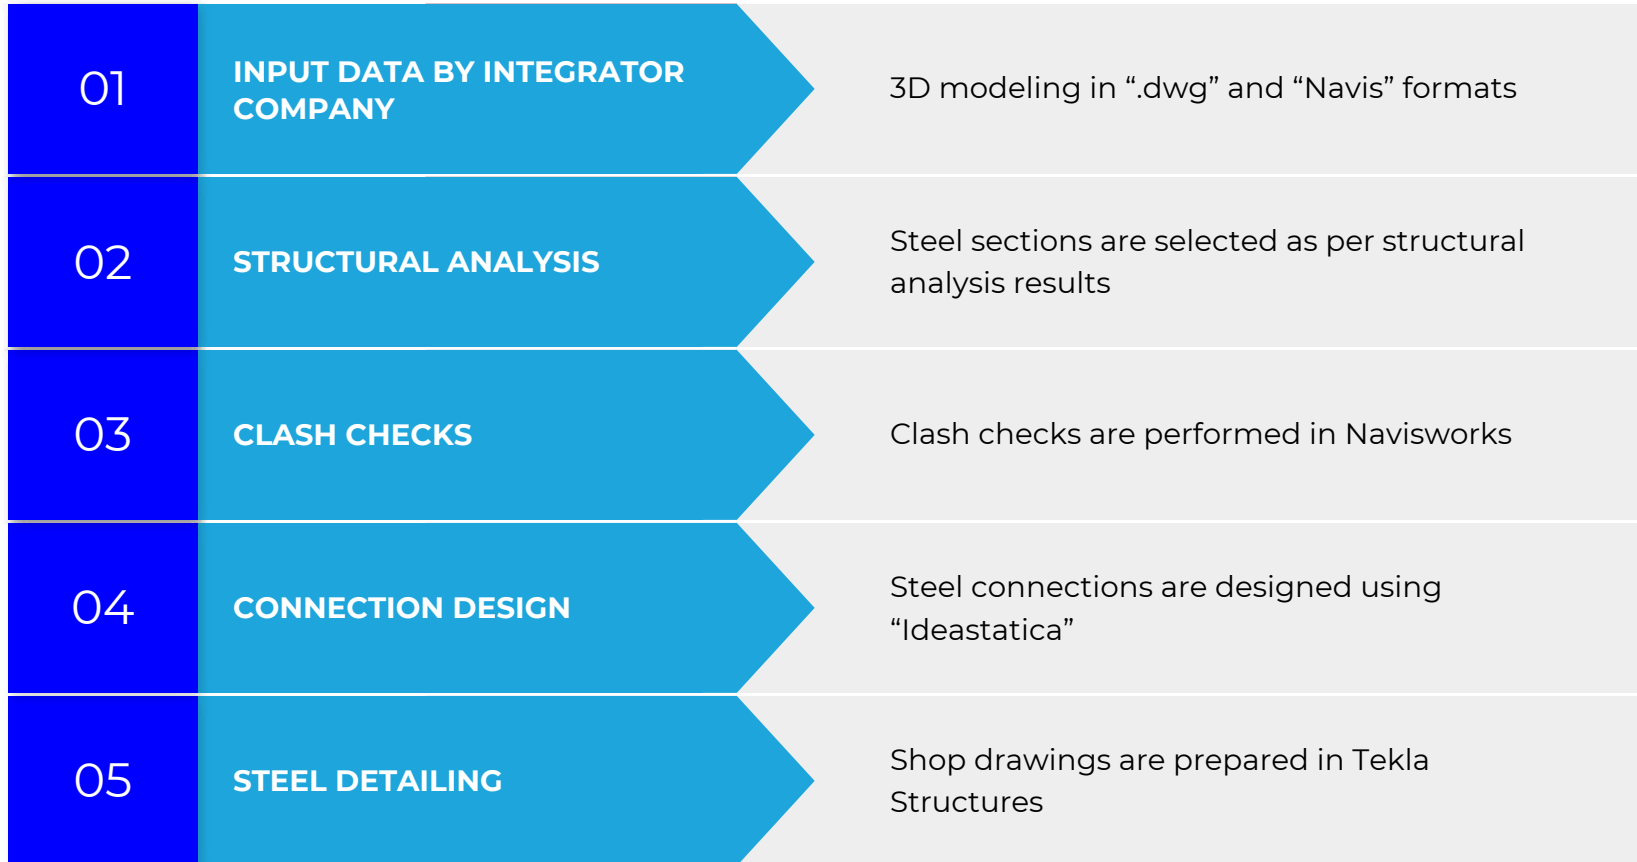 01
INPUT DATA BY INTEGRATOR
COMPANY
3D modeling in “.dwg” and “Navis” formats
02
STRUCTURAL ANALYSIS
Steel sections are selected as per structural
analysis results
03
CLASH CHECKS
Clash checks are performed in Navisworks
04
CONNECTION DESIGN
Steel connections are designed using
“Ideastatica”
05
STEEL DETAILING
Shop drawings are prepared in Tekla
Structures